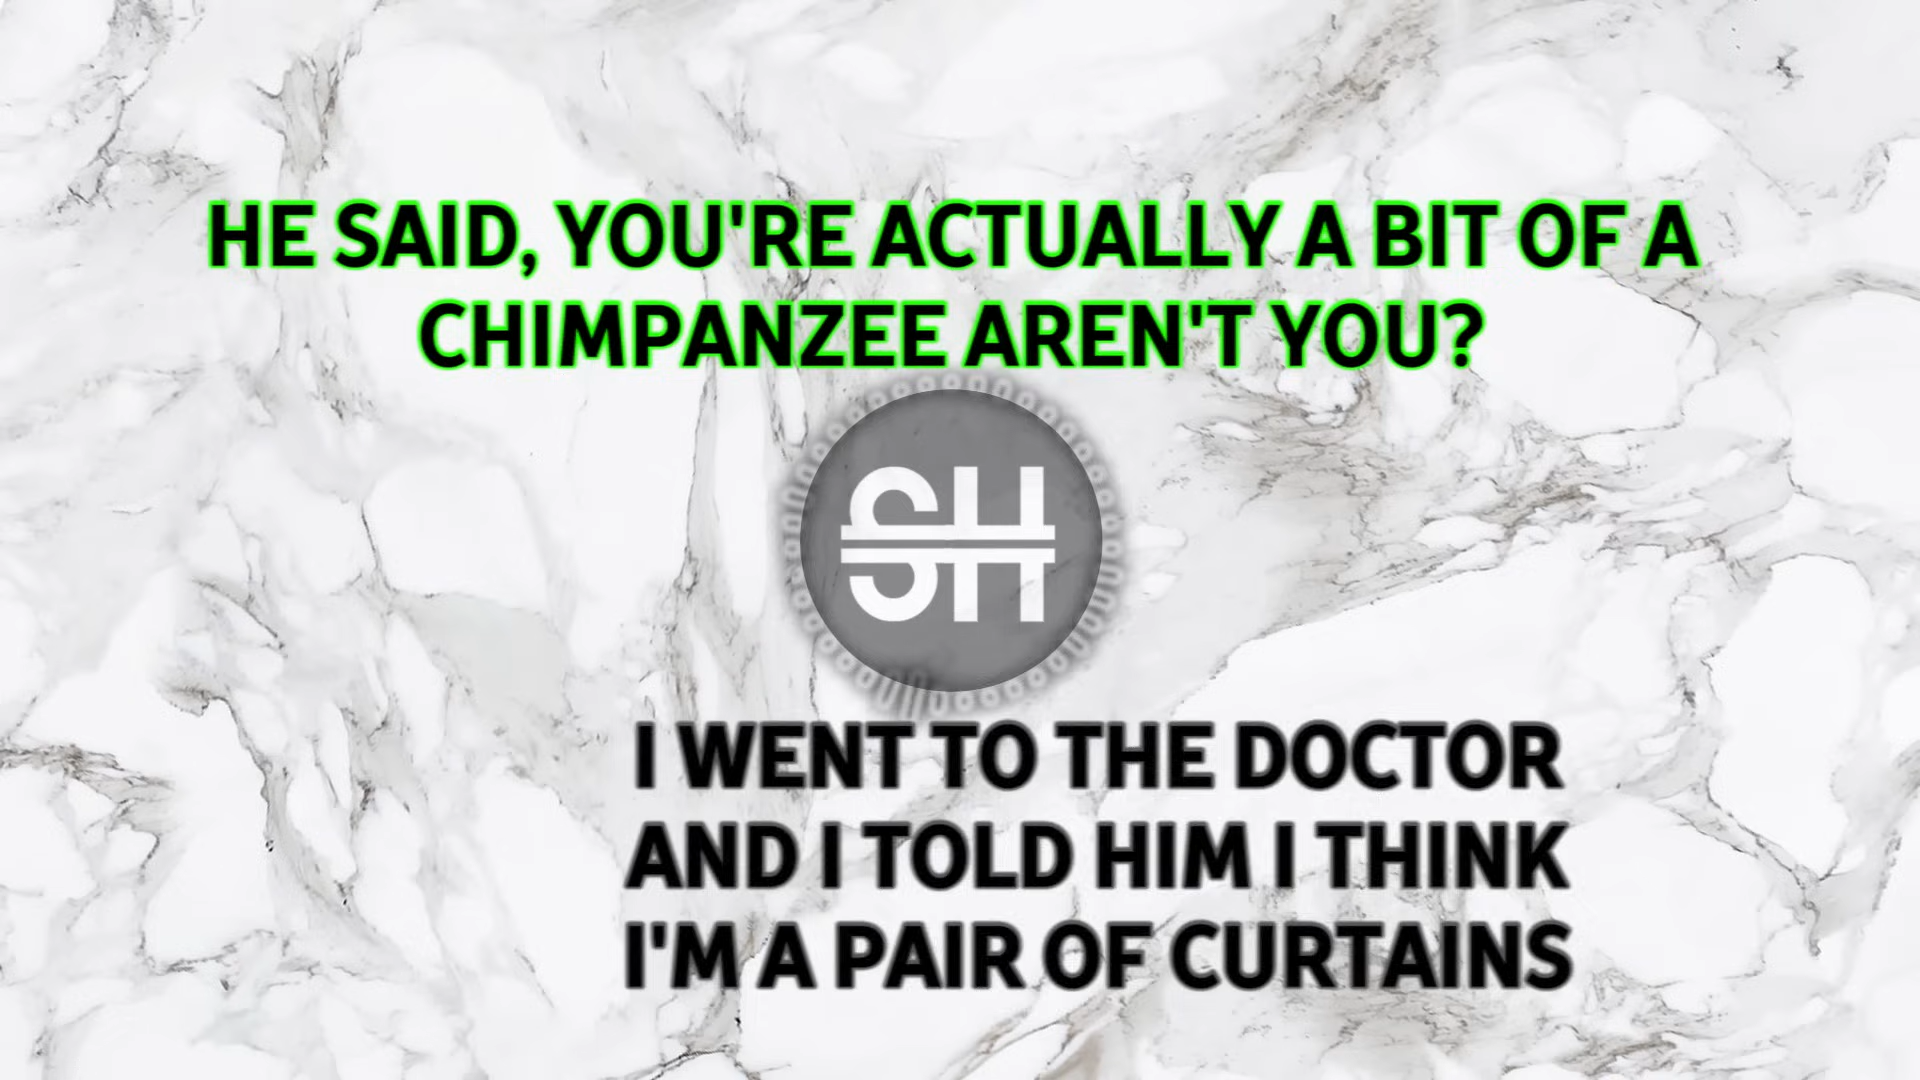 HE SAID, YOU'RE ACTUALLY A BIT OF A
CHIMPANZEE AREN'T YOU?
SH
I WENT TO THE DOCTOR
AND I TOLD HIM I THINK
I'M A PAIR OF CURTAINS